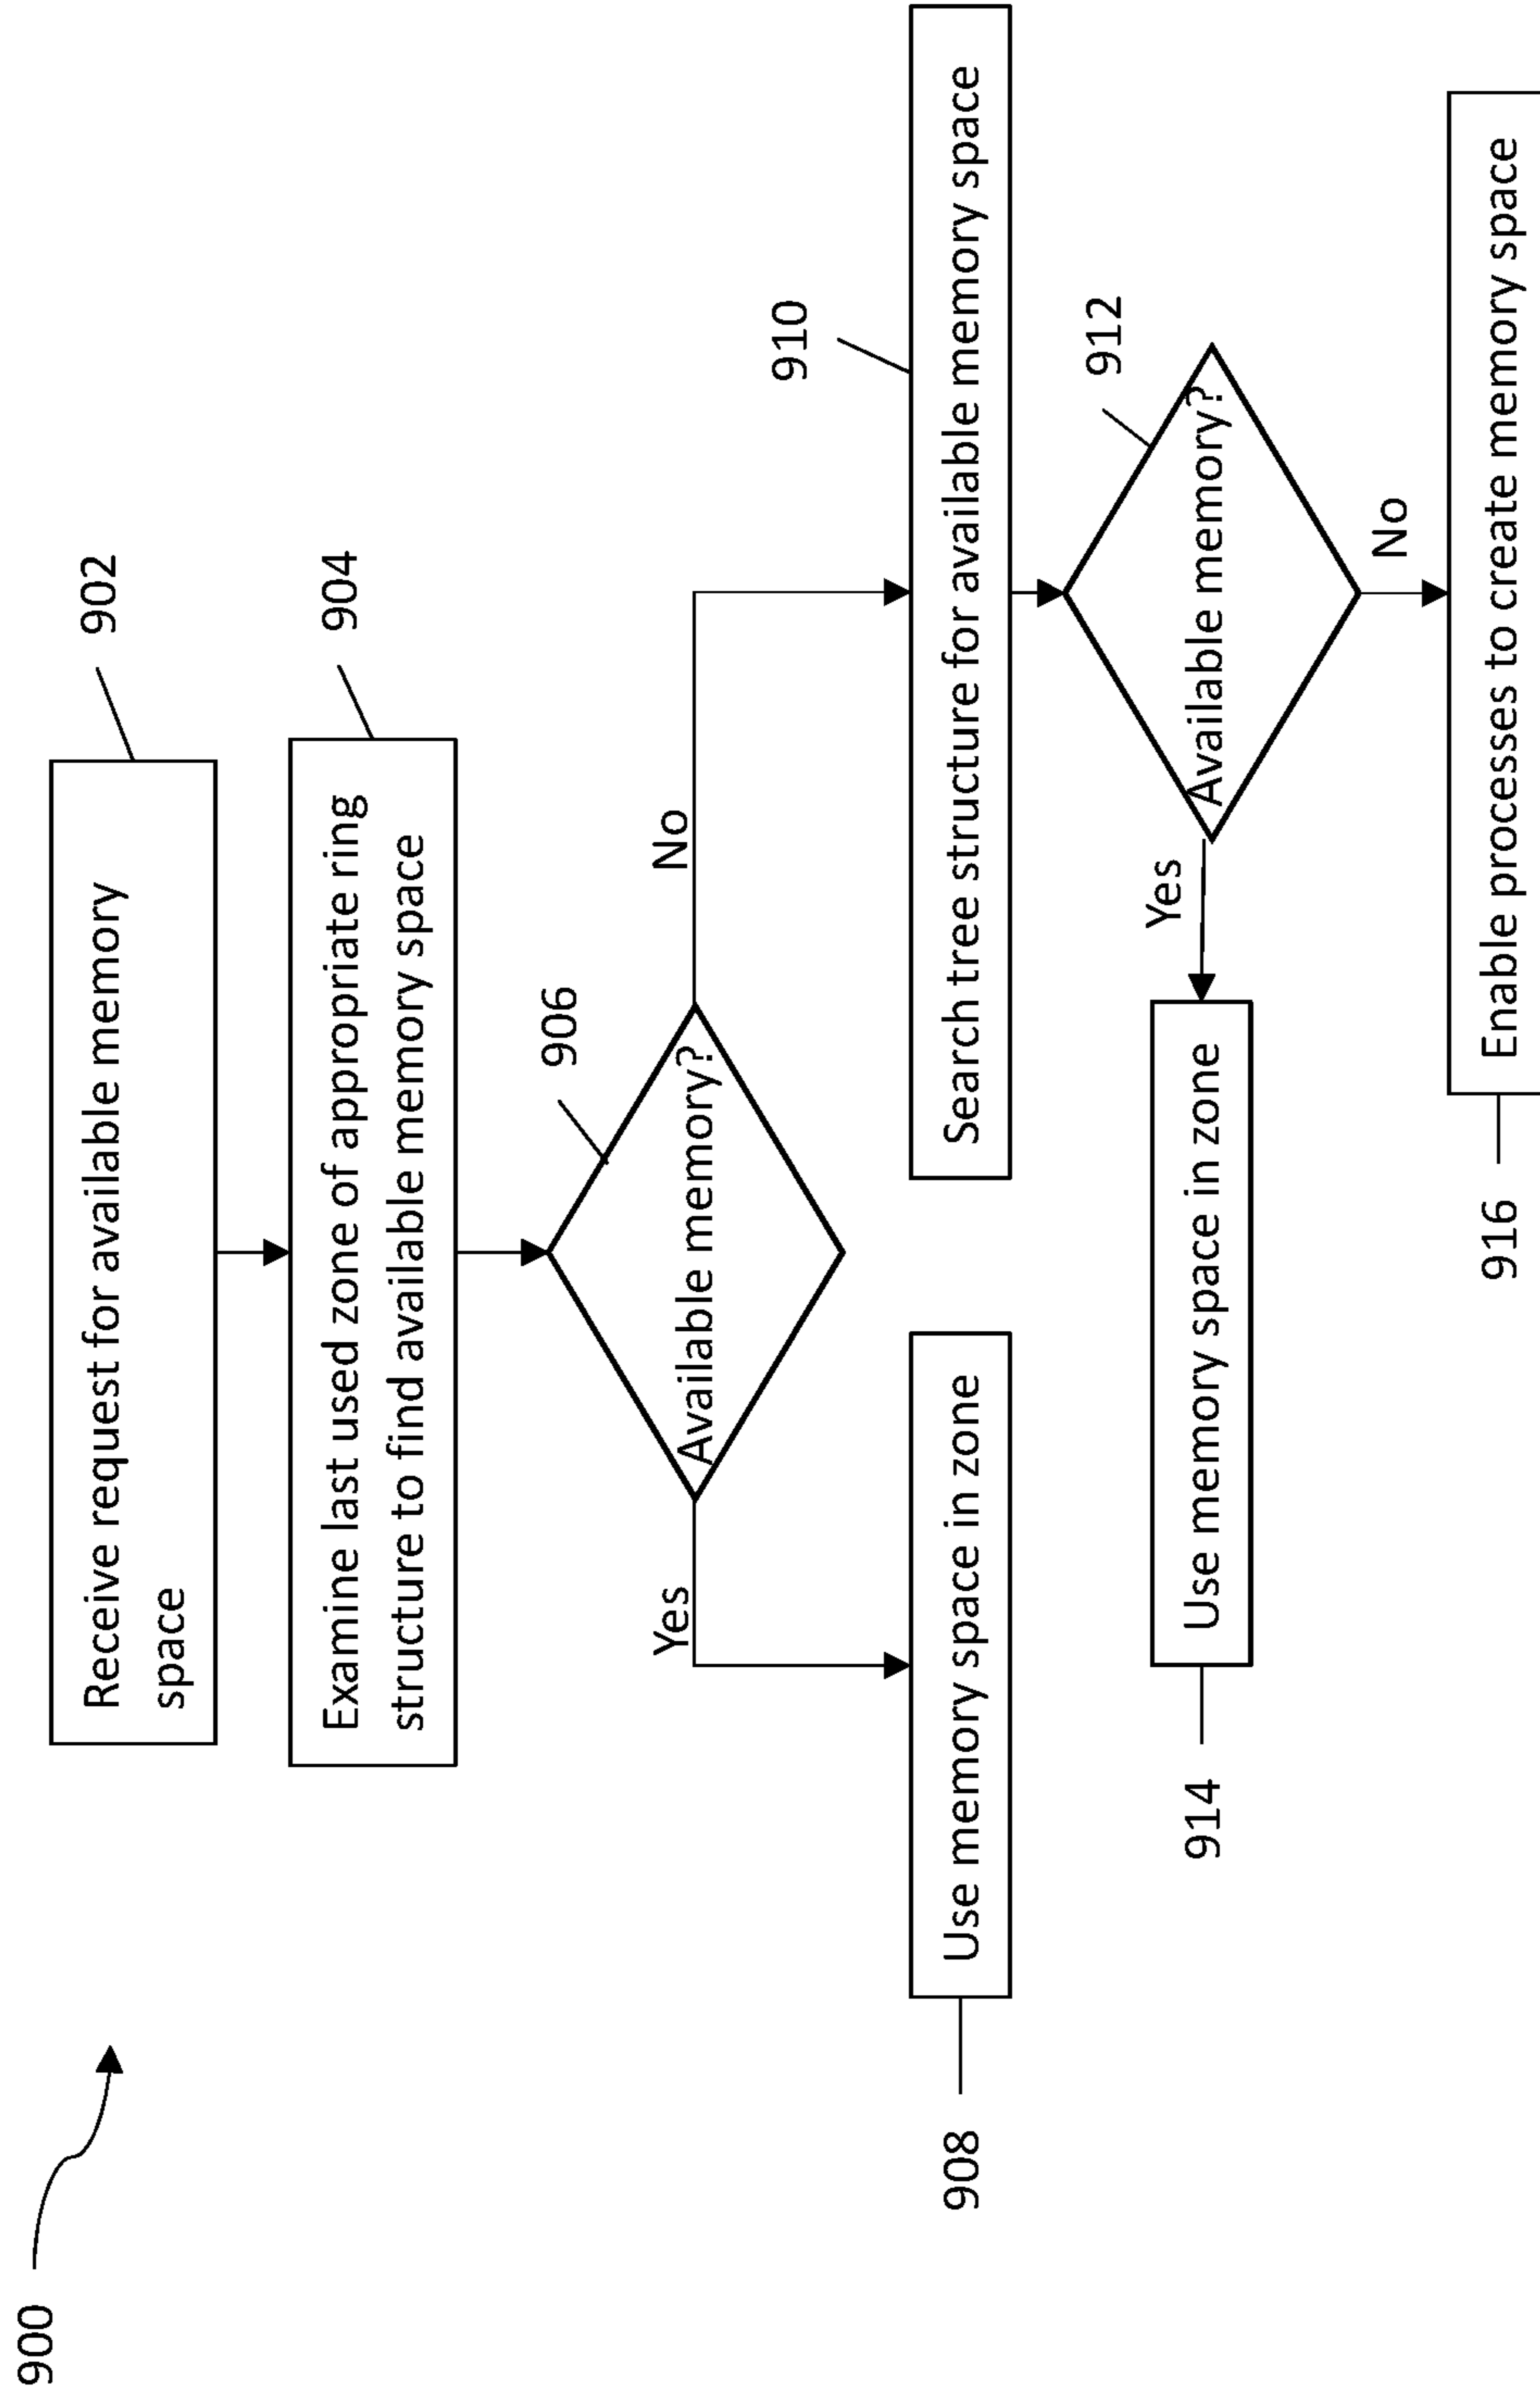 900
Receive request for available memory
space
902
Examine last used zone of appropriate ring
structure to find available memory space
904
906
Available memory?
Yes
No
908
Use memory space in zone
910
Search tree structure for available memory space
912
Available memory?
Yes
914
Use memory space in zone
No
916
Enable processes to create memory space